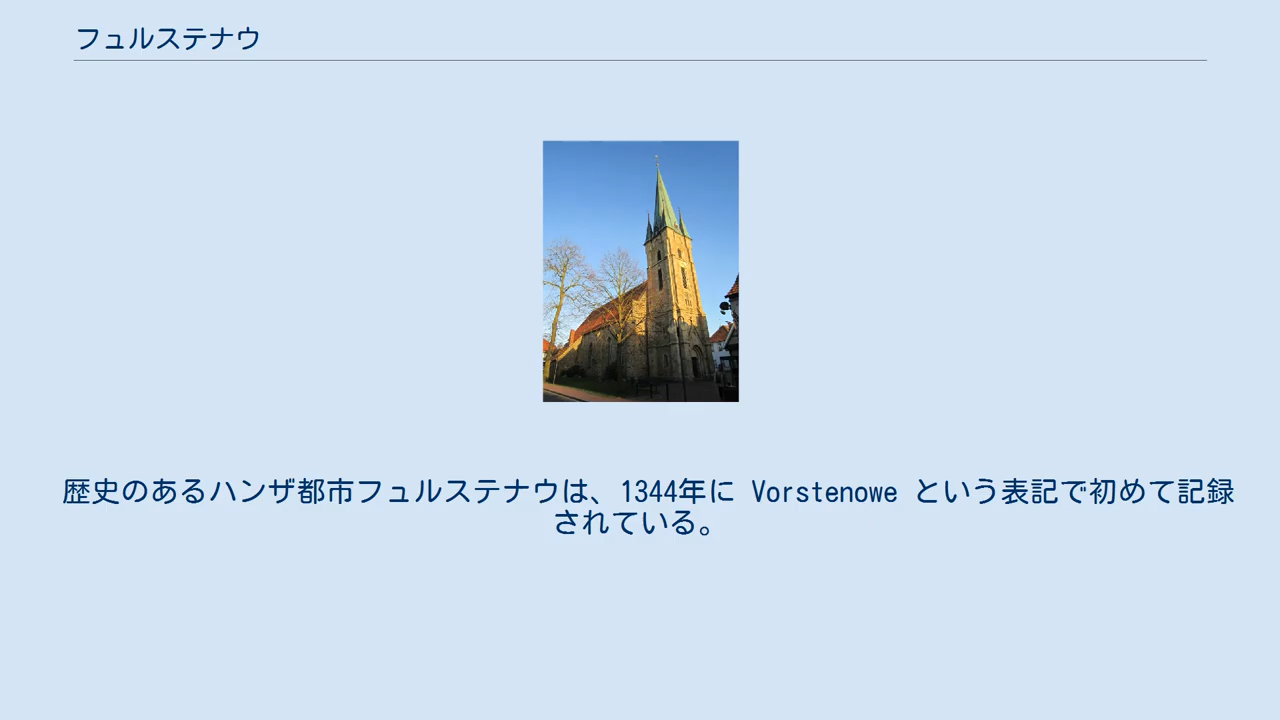 フュルステナウ
歴史のあるハンザ都市フュルステナウは、1344年に Vorstenowe という表記で初めて記録
されている。